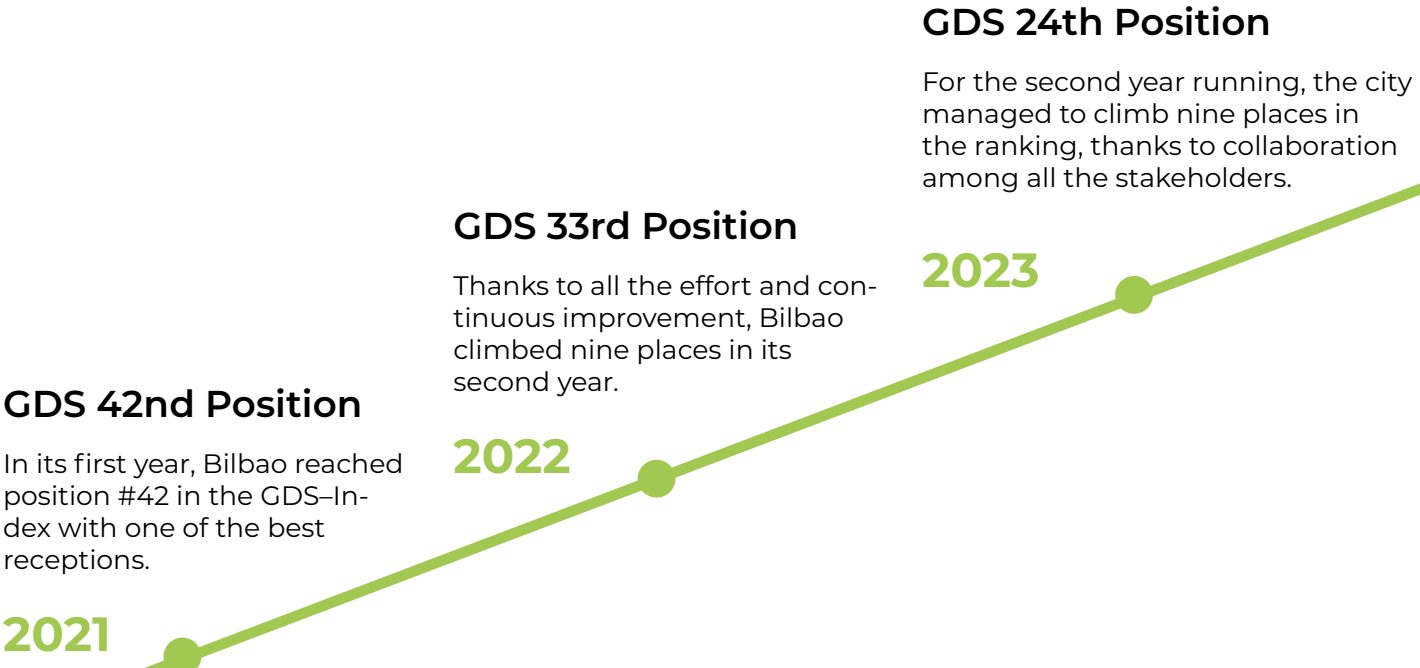 GDS 24th Position
For the second year running, the city
managed to climb nine places in
the ranking, thanks to collaboration
among all the stakeholders.
2023
GDS 33rd Position
Thanks to all the effort and con-
tinuous improvement, Bilbao
climbed nine places in its
second year.
2022
GDS 42nd Position
In its first year, Bilbao reached
position #42 in the GDS–In-
dex with one of the best
receptions.
2021